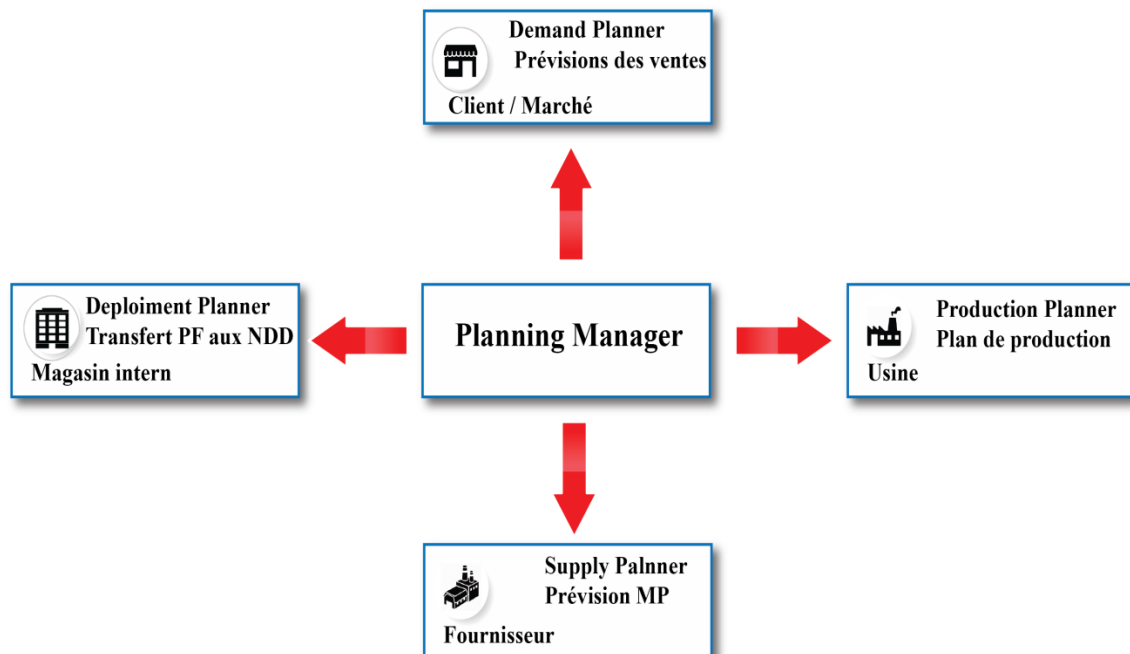 Demand Planner
Prévisions des ventes
Client / Marché
Deploiment Planner
Transfert PF aux NDD
Magasin intern
Planning Manager
Production Planner
Plan de production
Usine
Supply Palnner
Prévision MP
Fournisseur